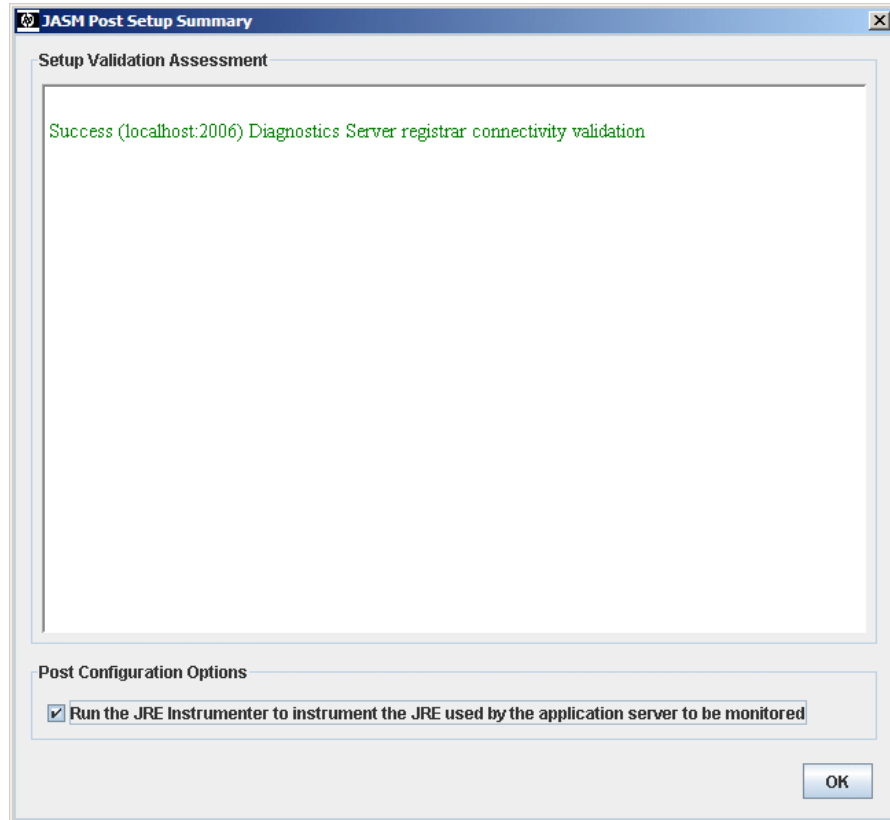 JASM Post Setup Summary
Setup Validation Assessment
Success (localhost:2006) Diagnostics Server registrar connectivity validation
Post Configuration Options
Run the JRE Instrumenter to instrument the JRE used by the application server to be monitored
OK